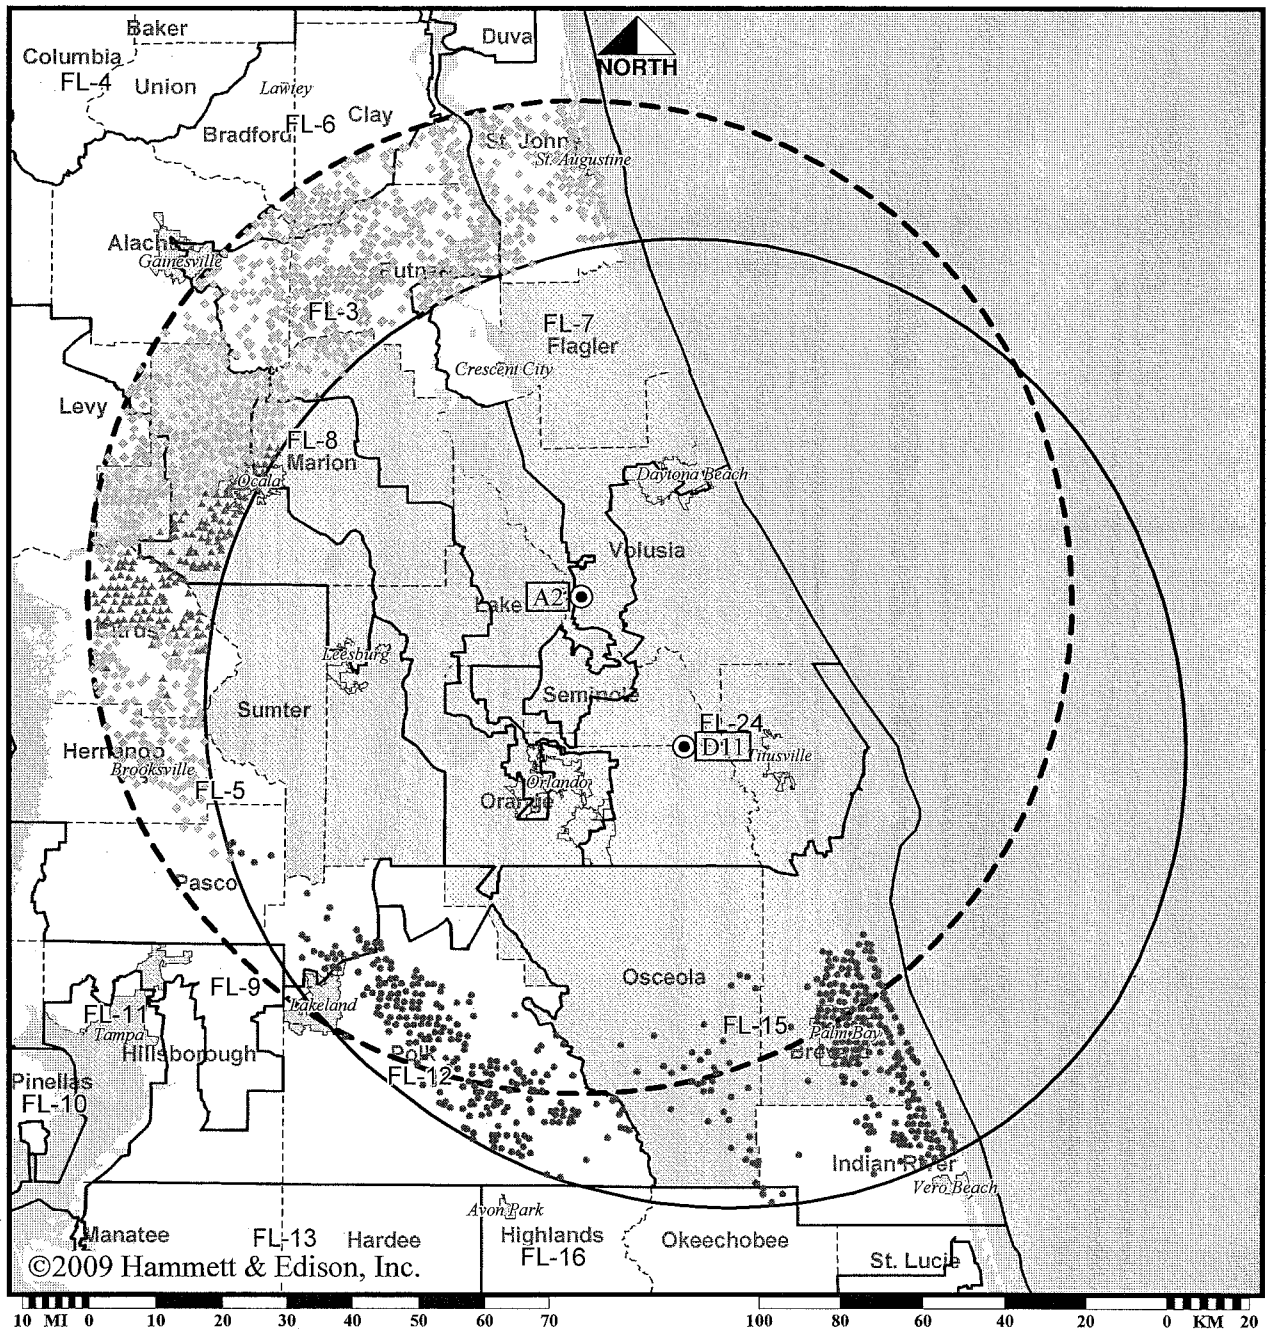 Baker
Duva
Columbia
FL-4
Union
Lawtey
NORTH
FL-6
Clay
Bradford
St. John
St. Augustine
Alach
Gainesville
Putna
FL-3
FL-7
Flagler
Crescent City
Levy
FL-8
Marion
Ocala
Daytona Beach
Volusia
Lake
A2
Citrus
Leesburg
Seminole
Sumter
FL-24
D11
Titusville
Hernando
Brooksville
FL-5
Orlando
Orange
Pasco
Osceola
FL-9
Lakeland
FL-11
Tampa
FL-15
Palm Bay
Hillsborough
Polk
Brevard
FL-12
Pinellas
FL-10
Indian River
Vero Beach
Avon Park
Manatee
FL-13
Hardee
Highlands
FL-16
Okeechobee
St. Lucie
©2009 Hammett & Edison, Inc.
10 MI 0 10 20 30 40 50 60 70 100 80 60 40 20 0 KM 20